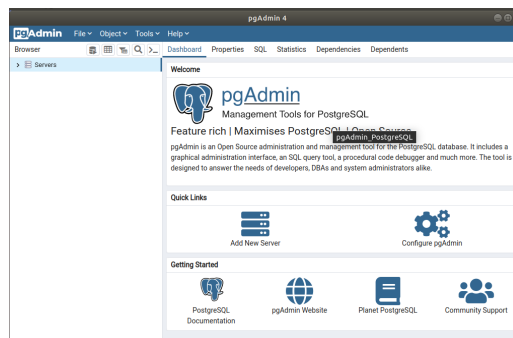 pgAdmin 4
pgAdmin File Object Tools Help
Browser Dashboard Properties SQL Statistics Dependencies Dependents
Servers
Welcome
pgAdmin
Management Tools for PostgreSQL
Feature rich | Maximises PostgreSQL | Open Source
pgAdmin_PostgreSQL
pgAdmin is an Open Source administration and management tool for the PostgreSQL database. It includes a
graphical administration interface, an SQL query tool, a procedural code debugger and much more. The tool is
designed to answer the needs of developers, DBAs and system administrators alike.
Quick Links
Add New Server
Configure pgAdmin
Getting Started
PostgreSQL
Documentation
pgAdmin Website
Planet PostgreSQL
Community Support